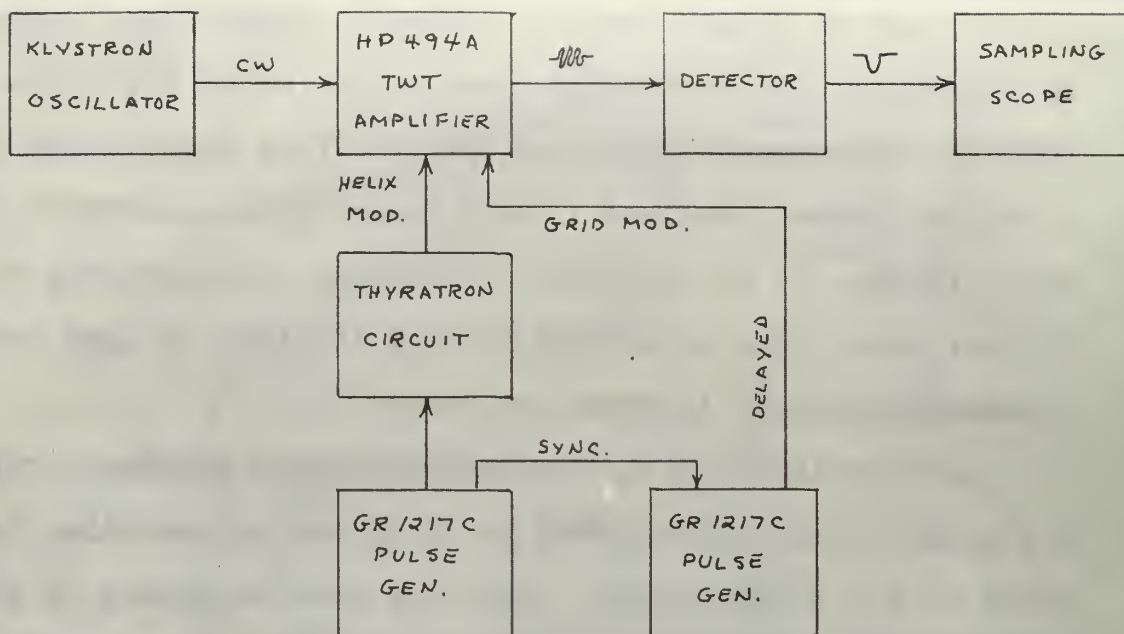 KLYSTRON
OSCILLATOR
CW
HP 494A
TWT
AMPLIFIER
DETECTOR
SAMPLING
SCOPE
HELIX
MOD.
GRID MOD.
THYRATRON
CIRCUIT
DELAYED
SYNC.
GR 1217C
PULSE
GEN.
GR 1217C
PULSE
GEN.